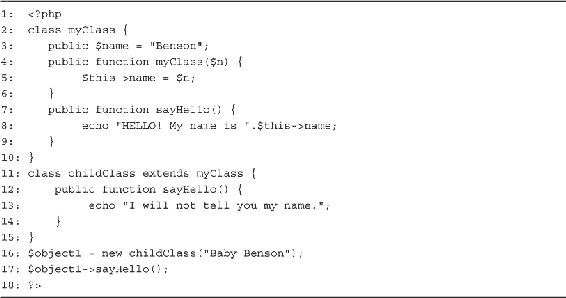 1: <?php
2: class myClass {
3: public $name = "Benson";
4: public function myClass($n) {
5: $this->name = $n;
6: }
7: public function sayHello() {
8: echo "HELLO! My name is ".$this->name;
9: }
10: }
11: class childClass extends myClass {
12: public function sayHello() {
13: echo "I will not tell you my name.";
14: }
15: }
16: $object1 = new childClass("Baby Benson");
17: $object1->sayHello();
18: ?>